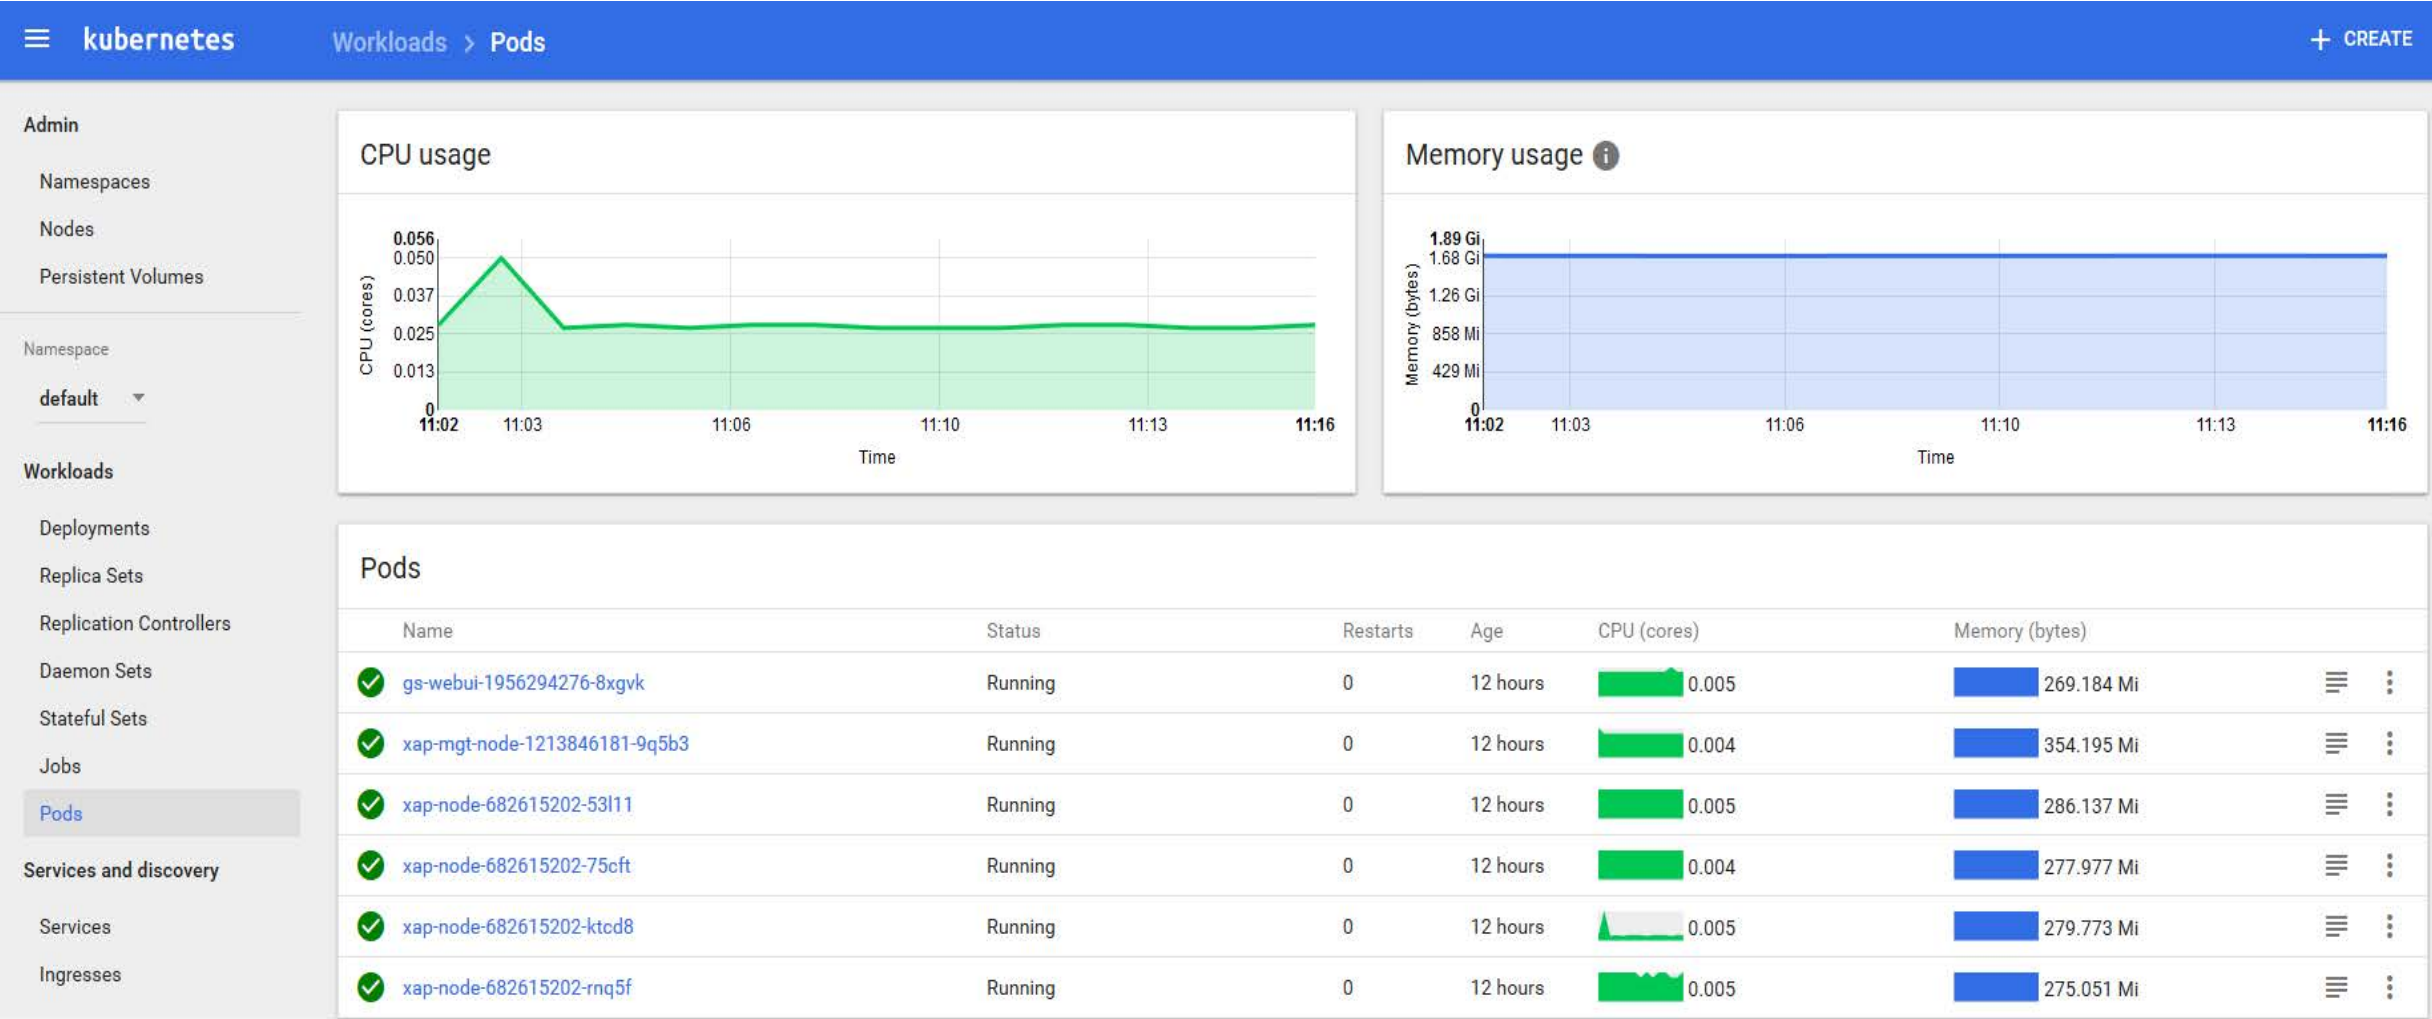 kubernetes
Workloads > Pods
+ CREATE
Admin
Namespaces
Nodes
Persistent Volumes
Namespace
default
Workloads
Deployments
Replica Sets
Replication Controllers
Daemon Sets
Stateful Sets
Jobs
Pods
Services and discovery
Services
Ingresses
CPU usage
CPU (cores)
0.056
0.050
0.037
0.025
0.013
0
11:02 11:03 11:06 11:10 11:13 11:16
Time
Memory usage
Memory (bytes)
1.89 Gi
1.68 Gi
1.26 Gi
858 Mi
429 Mi
0
11:02 11:03 11:06 11:10 11:13 11:16
Time
Pods
Name Status Restarts Age CPU (cores) Memory (bytes)
gs-webui-1956294276-8xgvk Running 0 12 hours 0.005 269.184 Mi
xap-mgt-node-1213846181-9q5b3 Running 0 12 hours 0.004 354.195 Mi
xap-node-682615202-53l11 Running 0 12 hours 0.005 286.137 Mi
xap-node-682615202-75cft Running 0 12 hours 0.004 277.977 Mi
xap-node-682615202-ktcd8 Running 0 12 hours 0.005 279.773 Mi
xap-node-682615202-rnq5f Running 0 12 hours 0.005 275.051 Mi